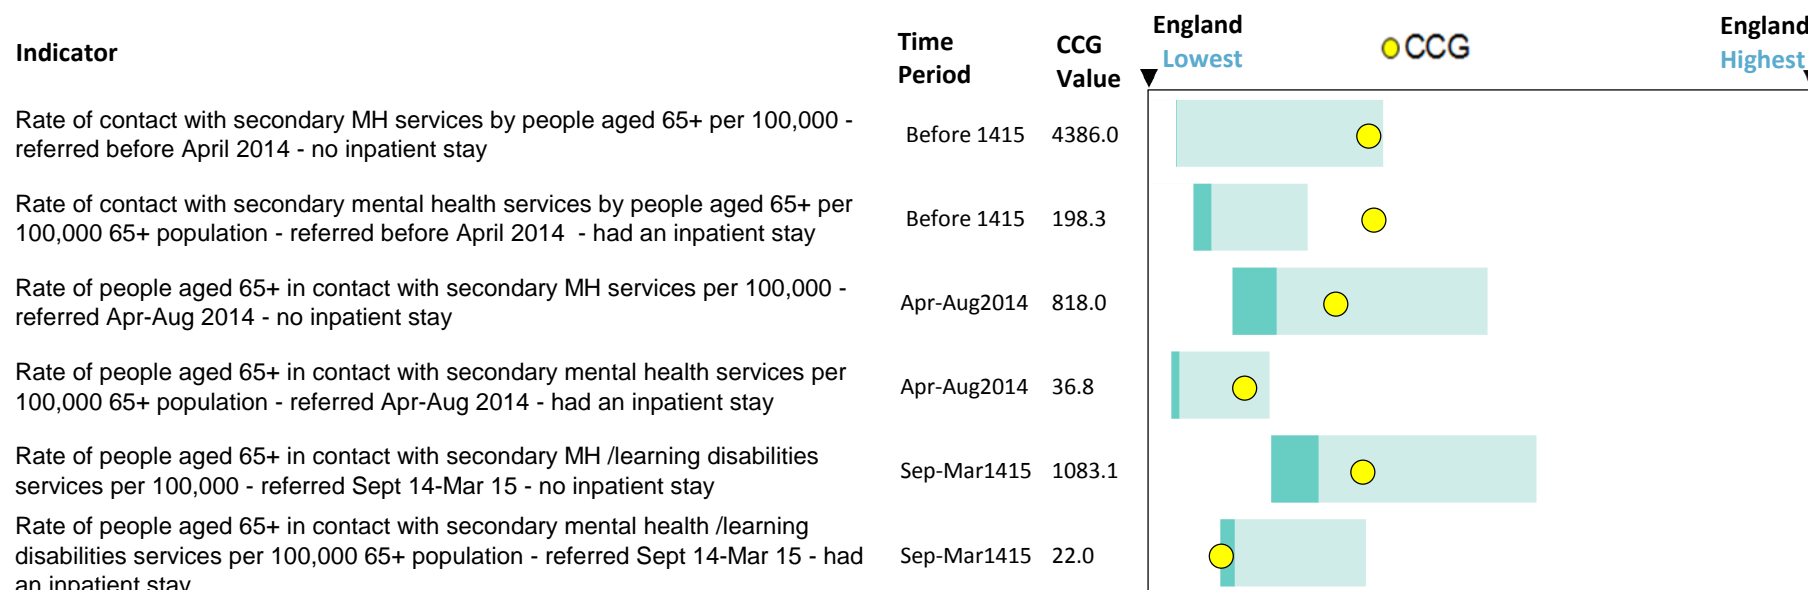 Indicator
Time
Period
CCG
Value
England
Lowest
CCG
England
Highest
Rate of contact with secondary MH services by people aged 65+ per 100,000 -
referred before April 2014 - no inpatient stay
Before 1415
4386.0
Rate of contact with secondary mental health services by people aged 65+ per
100,000 65+ population - referred before April 2014  - had an inpatient stay
Before 1415
198.3
Rate of people aged 65+ in contact with secondary MH services per 100,000 -
referred Apr-Aug 2014 - no inpatient stay
Apr-Aug2014
818.0
Rate of people aged 65+ in contact with secondary mental health services per
100,000 65+ population - referred Apr-Aug 2014 - had an inpatient stay
Apr-Aug2014
36.8
Rate of people aged 65+ in contact with secondary MH /learning disabilities
services per 100,000 - referred Sept 14-Mar 15 - no inpatient stay
Sep-Mar1415
1083.1
Rate of people aged 65+ in contact with secondary mental health /learning
disabilities services per 100,000 65+ population - referred Sept 14-Mar 15 - had
an inpatient stay
Sep-Mar1415
22.0